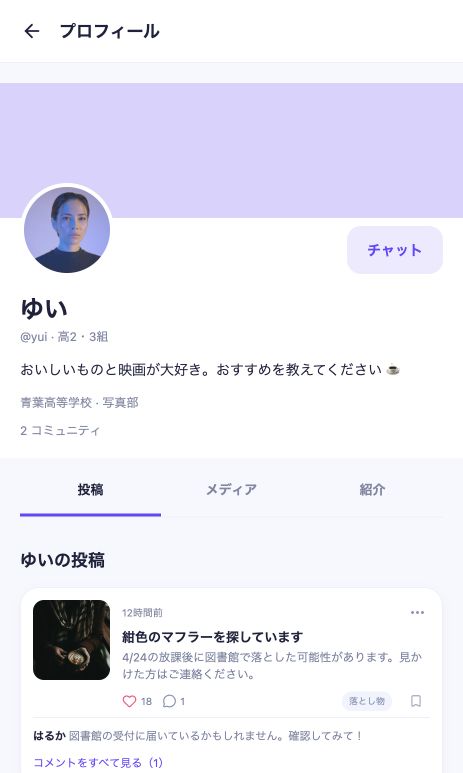 プロフィール
チャット
ゆい
@yui · 高2・3組
おいしいものと映画が大好き。おすすめを教えてください ☕
青葉高等学校 · 写真部
2 コミュニティ
投稿
メディア
紹介
ゆいの投稿
12時間前
紺色のマフラーを探しています
4/24の放課後に図書館で落とした可能性があります。見か
けた方はご連絡ください。
18
1
落とし物
はるか 図書館の受付に届いているかもしれません。確認してみて！
コメントをすべて見る（1）